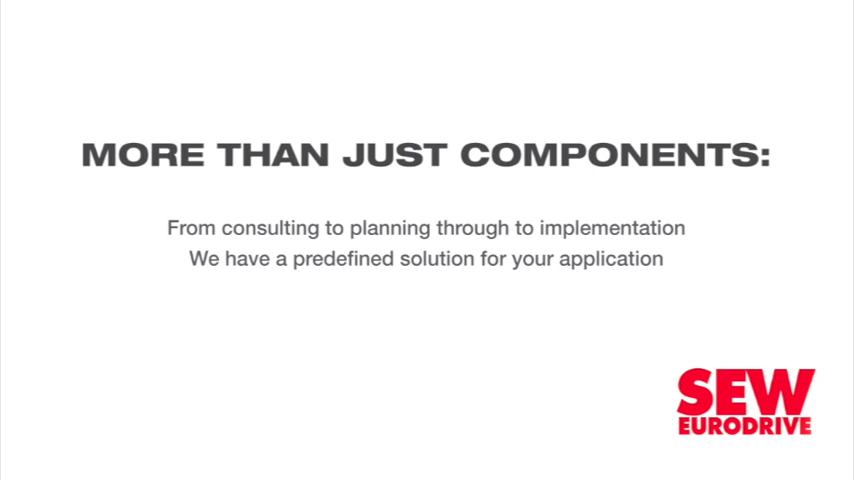 MORE THAN JUST COMPONENTS:
From consulting to planning through to implementation
We have a predefined solution for your application
SEW
EURODRIVE